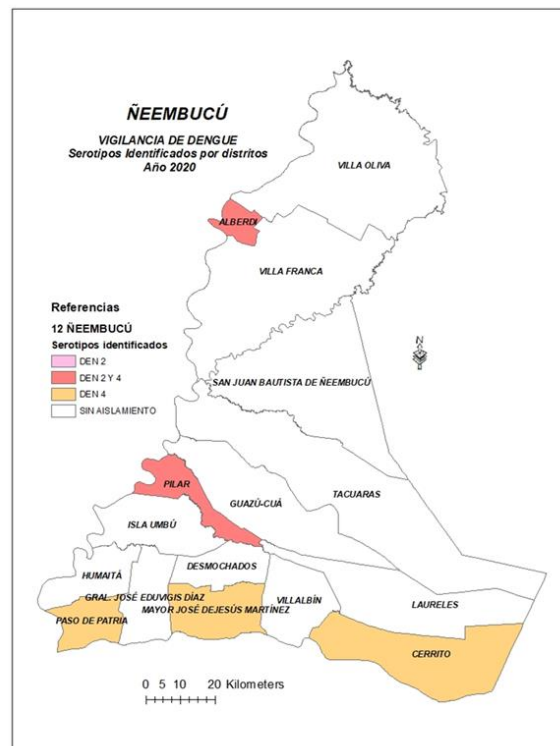 ÑEEMBUCÚ
VIGILANCIA DE DENGUE
Serotipos Identificados por distritos
Año 2020
VILLA OLIVA
ALBERDI
VILLA FRANCA
Referencias
12 ÑEEMBUCÚ
Serotipos identificados
DEN 2
DEN 2 Y 4
DEN 4
SIN AISLAMIENTO
N
SAN JUAN BAUTISTA DE ÑEEMBUCÚ
PILAR
TACUARAS
GUAZÚ-CUÁ
ISLA UMBÚ
DESMOCHADOS
HUMAITÁ
GRAL. JOSÉ EDUVIGIS DÍAZ
VILLALBÍN
LAURELES
MAYOR JOSÉ DEJESÚS MARTÍNEZ
PASO DE PATRIA
CERRITO
0 5 10 20 Kilometers